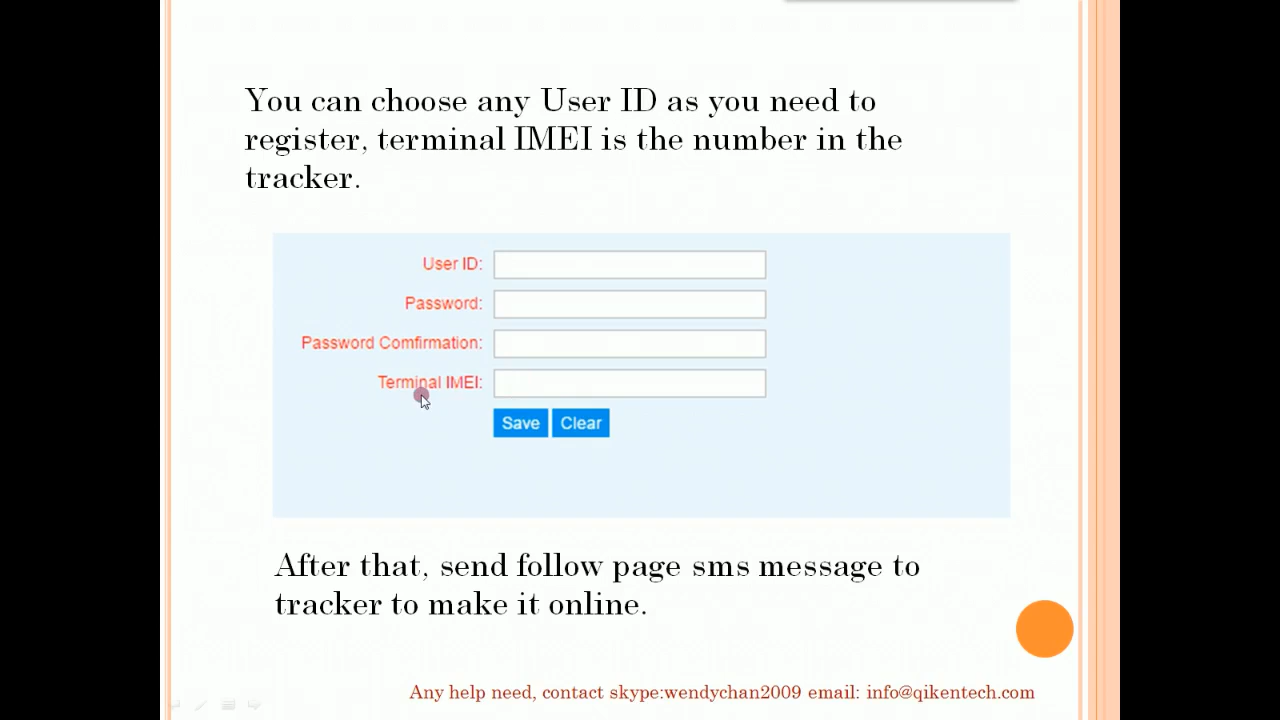 You can choose any User ID as you need to
register, terminal IMEI is the number in the
tracker.
User ID:
Password:
Password Comfirmation:
Terminal IMEI:
Save Clear
After that, send follow page sms message to
tracker to make it online.
Any help need, contact skype:wendychan2009 email: info@qikentech.com